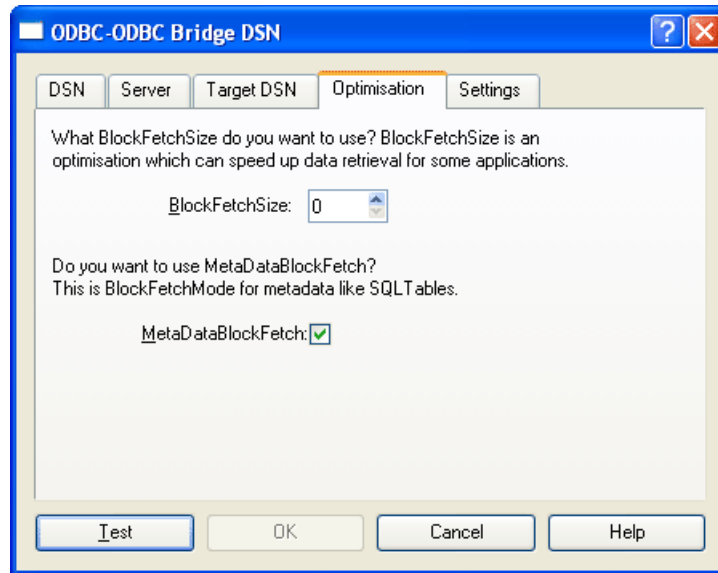 ODBC-ODBC Bridge DSN
DSN Server Target DSN Optimisation Settings
What BlockFetchSize do you want to use? BlockFetchSize is an
optimisation which can speed up data retrieval for some applications.
BlockFetchSize: 0
Do you want to use MetaDataBlockFetch?
This is BlockFetchMode for metadata like SQLTables.
MetaDataBlockFetch:
Test OK Cancel Help